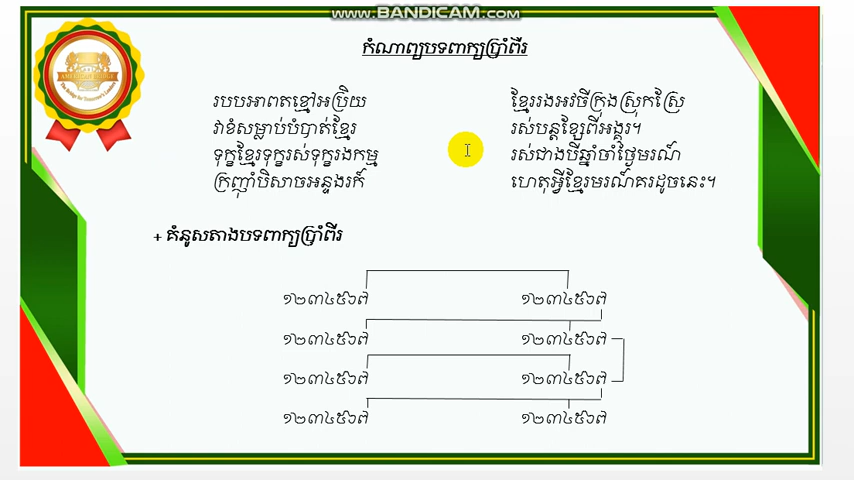 www.BANDICAM.com
កំណាព្យបទពាក្យប្រាំពីរ
AMERICAN BRIDGE
របបអាពតខ្មៅអប្រិយ ខ្មែររងអវចីក្រុងស្រុកស្រែ
វាខំសម្លាប់បំបាត់ខ្មែរ រស់បន្តខ្សែពីអង្គរ។
ទុក្ខខ្មែរទុក្ខរស់ទុក្ខរងកម្ម រស់ជាងបីឆ្នាំចាំថ្ងៃមរណ៍
ក្រញ៉ាំបិសាចអន្ទងរក៍ ហេតុអ្វីខ្មែរមរណ៍គរដូចនេះ។
+ គំនូសតាងបទពាក្យប្រាំពីរ
១២៣៤៥៦៧ ១២៣៤៥៦៧
១២៣៤៥៦៧ ១២៣៤៥៦៧
១២៣៤៥៦៧ ១២៣៤៥៦៧
១២៣៤៥៦៧ ១២៣៤៥៦៧